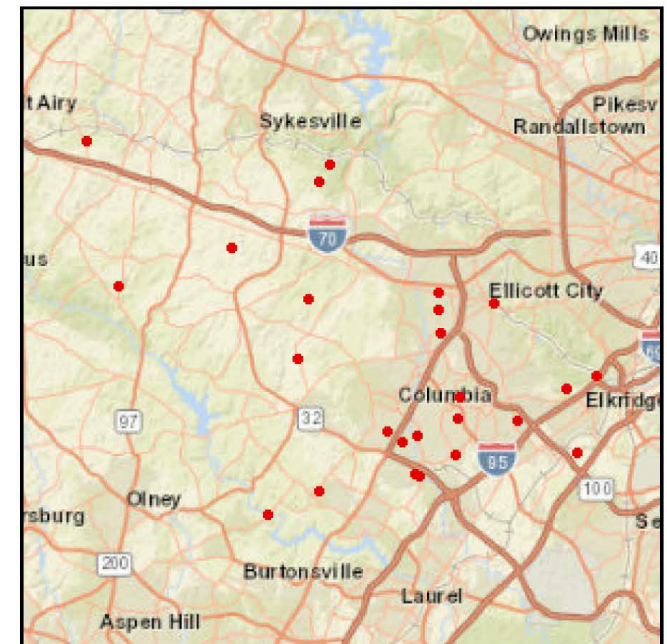 Owings Mills
t Airy
Pikesv
Sykesville
Randallstown
70
40
us
Ellicott City
Columbia
Elkridge
32
97
95
100
Olney
rsburg
Se
200
Burtonsville
Laurel
Aspen Hill